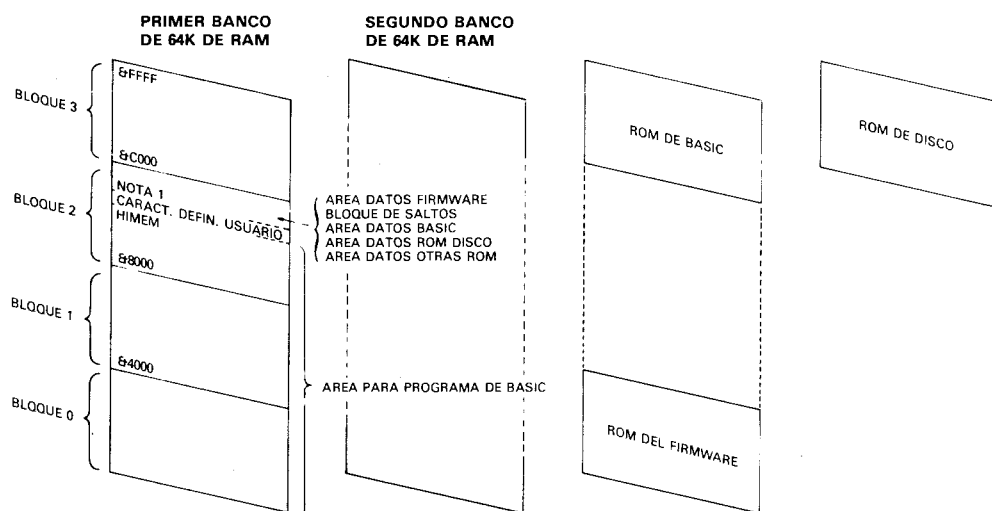 PRIMER BANCO
DE 64K DE RAM
SEGUNDO BANCO
DE 64K DE RAM
&FFFF
BLOQUE 3
ROM DE BASIC
ROM DE DISCO
&C000
BLOQUE 2
NOTA 1
CARACT. DEFIN. USUARIO
HIMEM
AREA DATOS FIRMWARE
BLOQUE DE SALTOS
AREA DATOS BASIC
AREA DATOS ROM DISCO
AREA DATOS OTRAS ROM
&8000
BLOQUE 1
&4000
AREA PARA PROGRAMA DE BASIC
BLOQUE 0
ROM DEL FIRMWARE